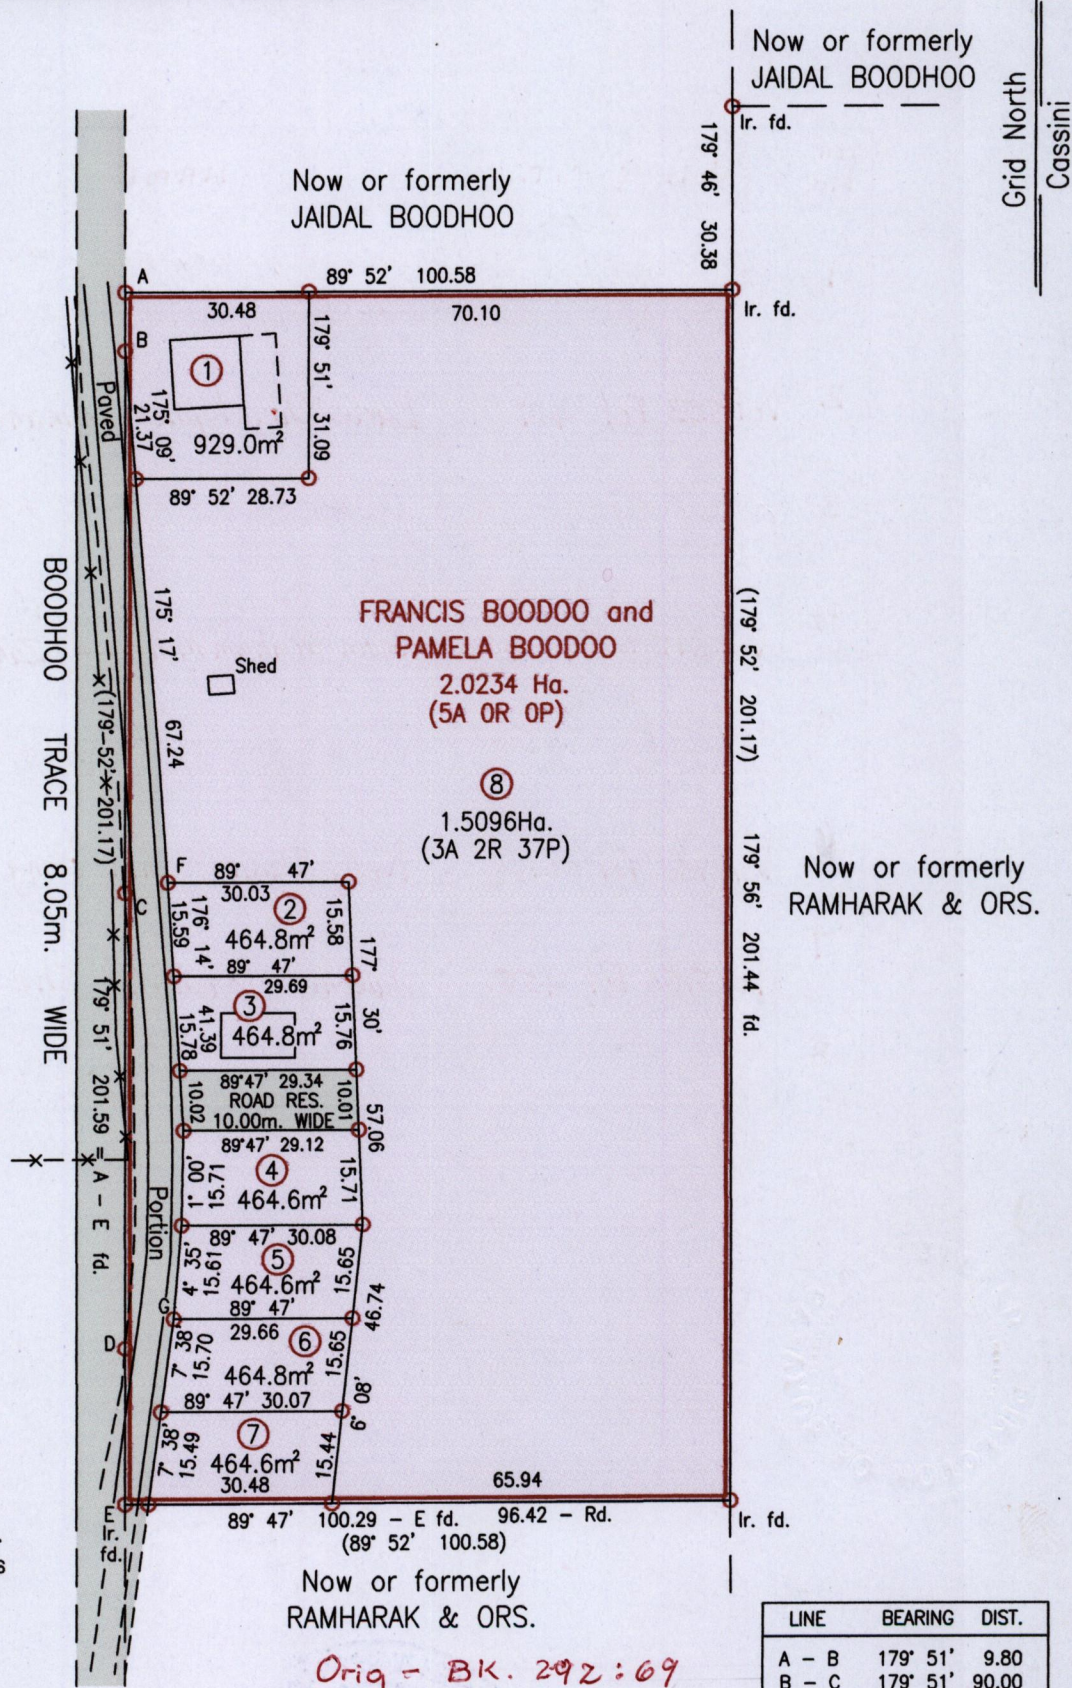 Now or formerly
JAIDAL BOODHOO
Grid North
Cassini
Ir. fd.
179° 46' 30.38
Now or formerly
JAIDAL BOODHOO
A
89° 52' 100.58
30.48
70.10
Ir. fd.
B
1
179° 51' 31.09
Paved
175° 09'
21.37
929.0m²
89° 52' 28.73
BOODHOO TRACE 8.05m. WIDE
175° 17' 67.24
FRANCIS BOODOO and
PAMELA BOODOO
2.0234 Ha.
(5A 0R 0P)
Shed
(179° 52' 201.17)
(179°-52' 201.17)
8
1.5096Ha.
(3A 2R 37P)
179° 56' 201.44 fd.
Now or formerly
RAMHARAK & ORS.
F
89° 47'
30.03
2
C
176° 14'
15.59
464.8m²
15.58
177° 30' 57.06
89° 47'
29.69
3
41.39
15.78
464.8m²
15.76
179° 51' 201.59 = A - E fd.
89°47' 29.34
10.02
ROAD RES.
10.00m. WIDE
10.01
89°47' 29.12
4
1° 00'
15.71
464.6m²
15.71
Portion
89° 47' 30.08
5
4° 35'
15.61
464.6m²
15.65
46.74
6° 08'
G
89° 47'
29.66
6
D
7° 38'
15.70
464.8m²
15.65
89° 47' 30.07
7
7° 38'
15.49
464.6m²
15.44
30.48
65.94
E
Ir.
fd.
89° 47' 100.29 - E fd. 96.42 - Rd.
(89° 52' 100.58)
Ir. fd.
Now or formerly
RAMHARAK & ORS.
Orig - BK. 292:69
LINE BEARING DIST.
A - B 179° 51' 9.80
B - C 179° 51' 90.00